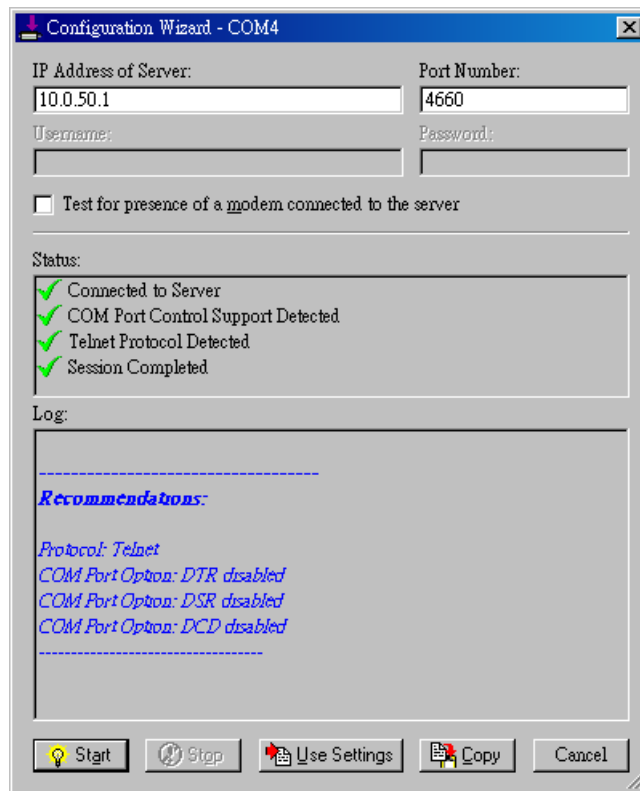 Configuration Wizard - COM4
IP Address of Server: Port Number:
10.0.50.1 4660
Username: Password:
Test for presence of a modem connected to the server
Status:
Connected to Server
COM Port Control Support Detected
Telnet Protocol Detected
Session Completed
Log:
-----------------------------------
Recommendations:
Protocol: Telnet
COM Port Option: DTR disabled
COM Port Option: DSR disabled
COM Port Option: DCD disabled
----------------------------------
Start Stop Use Settings Copy Cancel